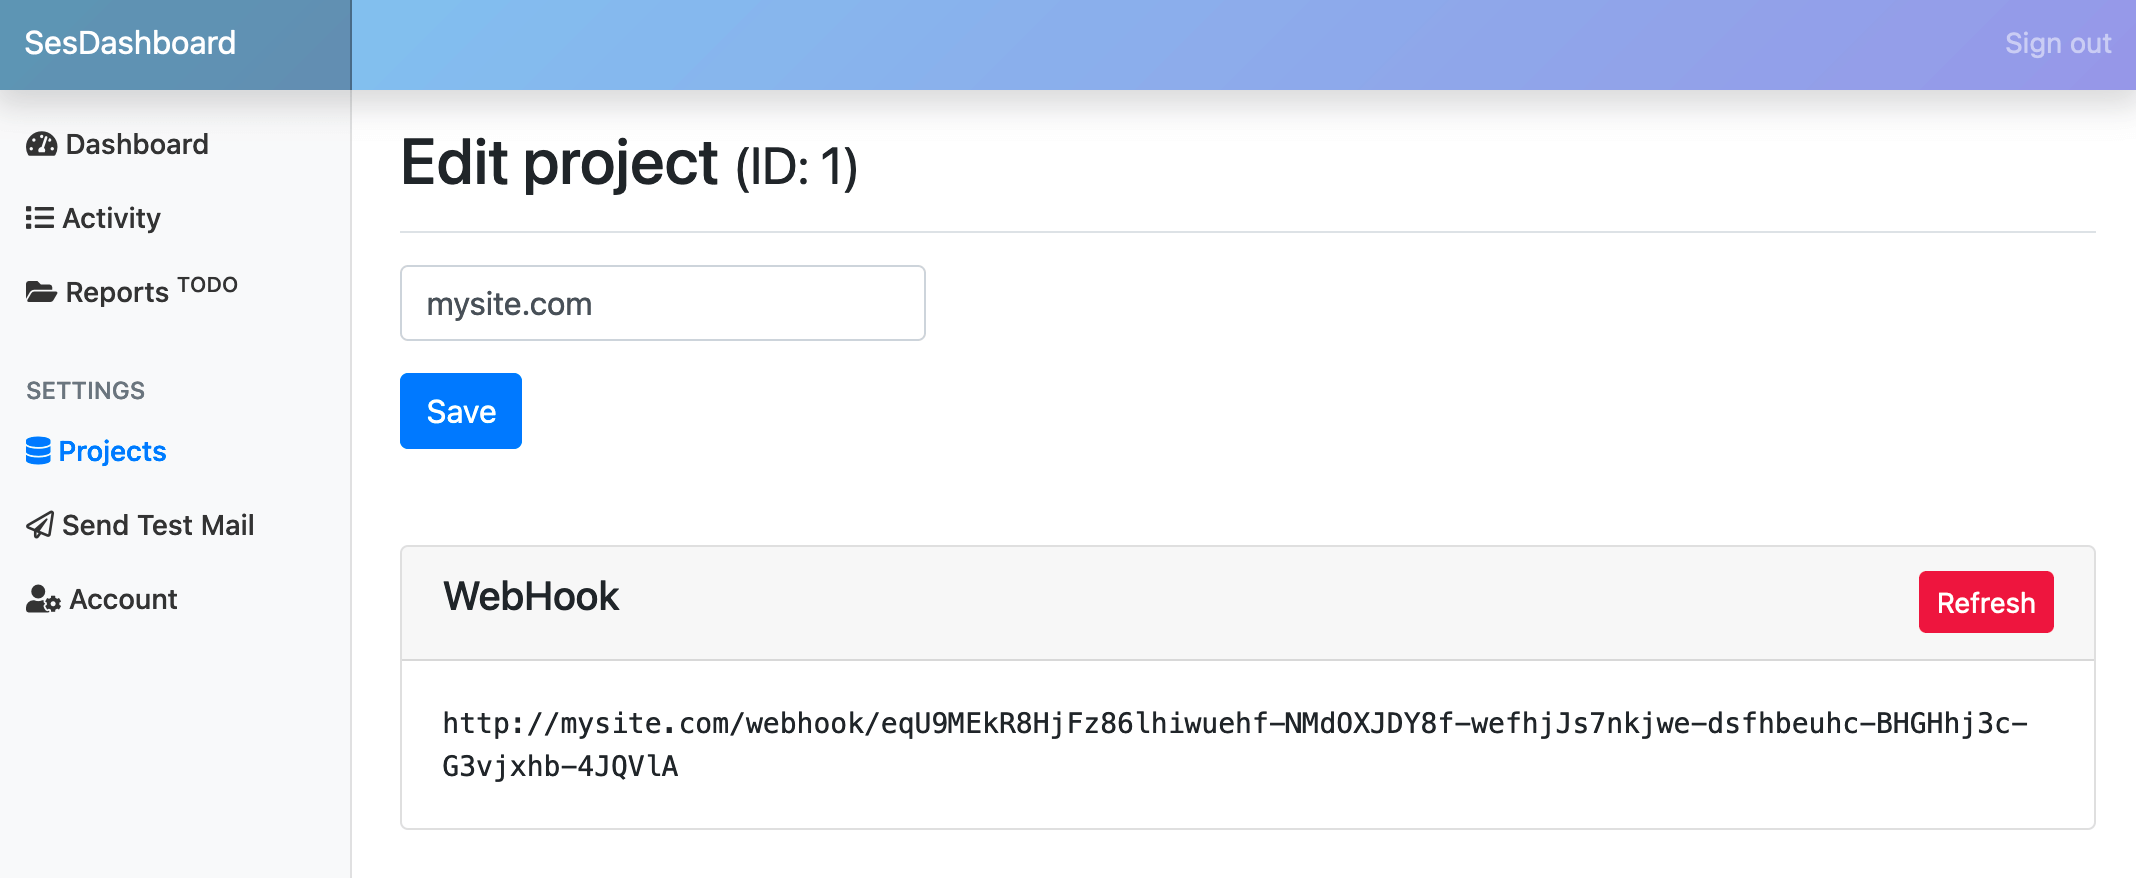 SesDashboard
Sign out
Dashboard
Activity
Reports TODO
SETTINGS
Projects
Send Test Mail
Account
Edit project (ID: 1)
mysite.com
Save
WebHook
Refresh
http://mysite.com/webhook/eqU9MEkR8HjFz86lhiwuehf-NMdOXJDY8f-wefhjJs7nkjwe-dsfhbeuhc-BHGHhj3c-
G3vjxhb-4JQVlA